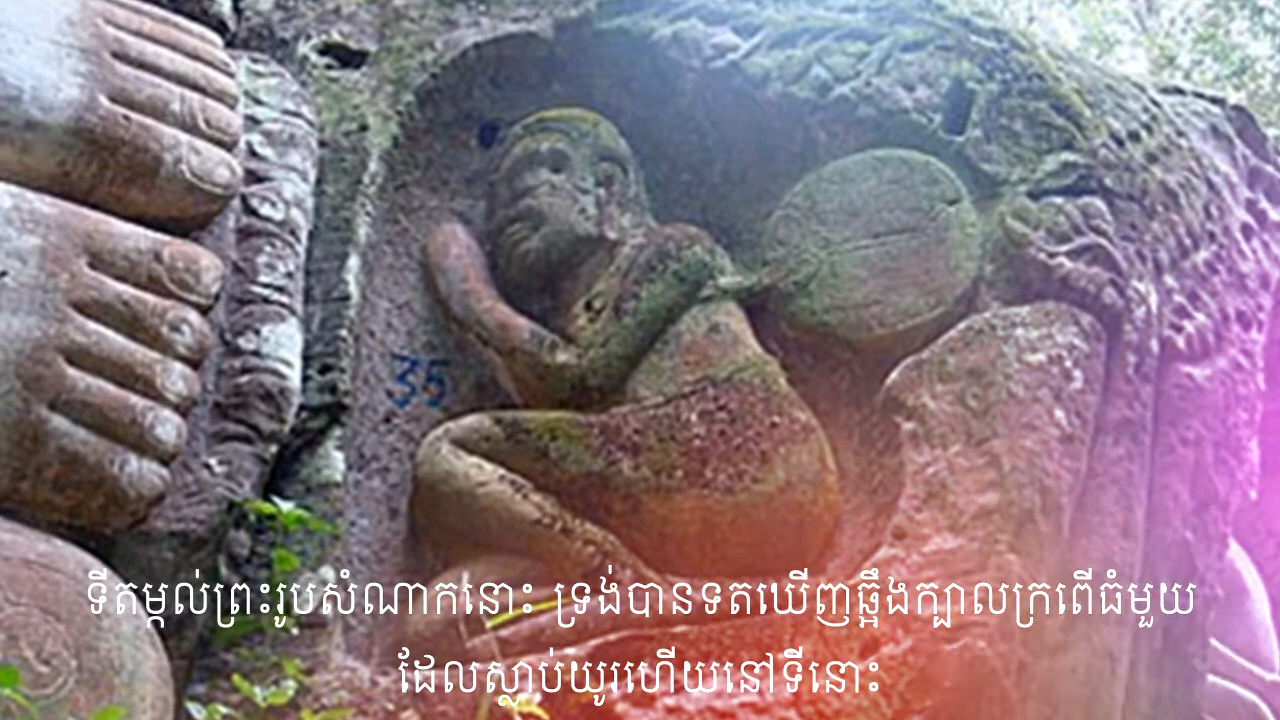 35
ទីតម្កល់ព្រះរូបសំណាកនោះ ទ្រង់បានទតឃើញឆ្អឹងក្បាលក្រពើធំមួយ
ដែលស្លាប់យូរហើយនៅទីនោះ